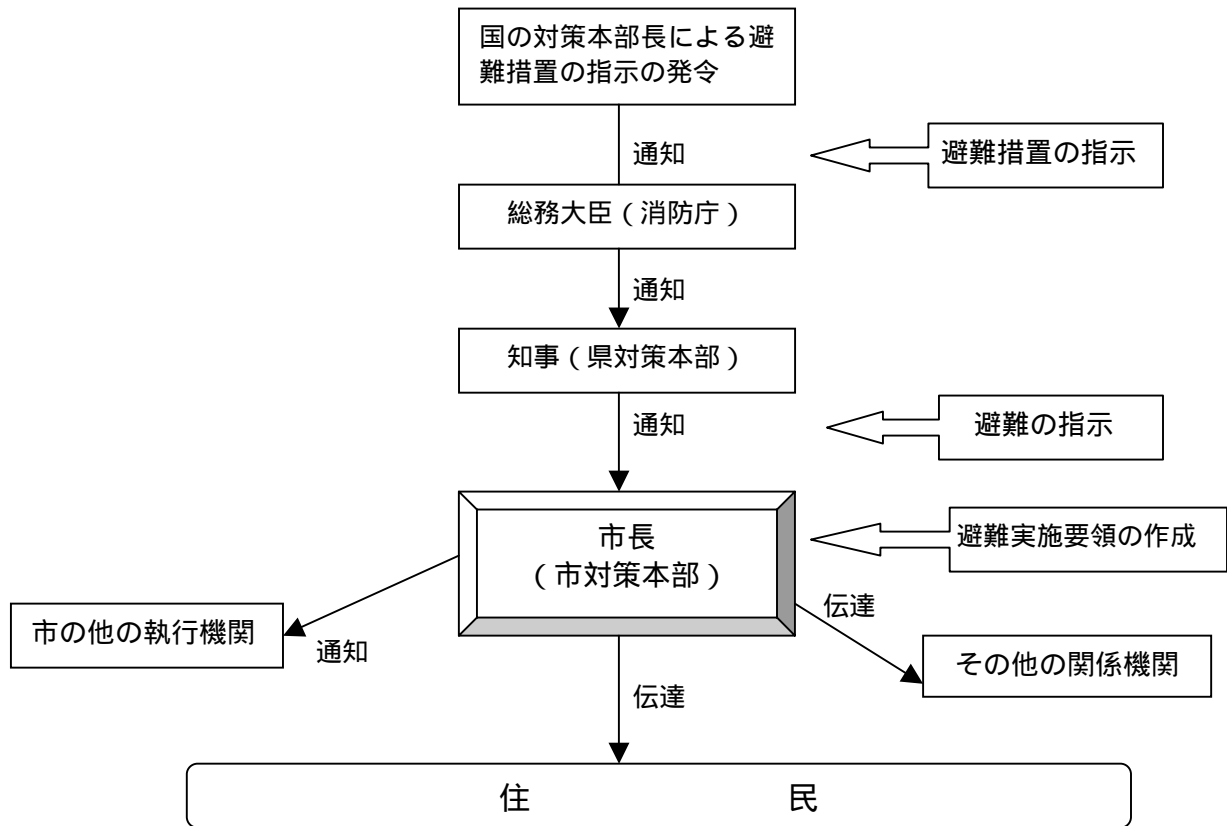 国の対策本部長による避
難措置の指示の発令
通知
避難措置の指示
総務大臣（消防庁）
通知
知事（県対策本部）
通知
避難の指示
市長
（市対策本部）
避難実施要領の作成
市の他の執行機関
通知
伝達
その他の関係機関
伝達
住　　　民